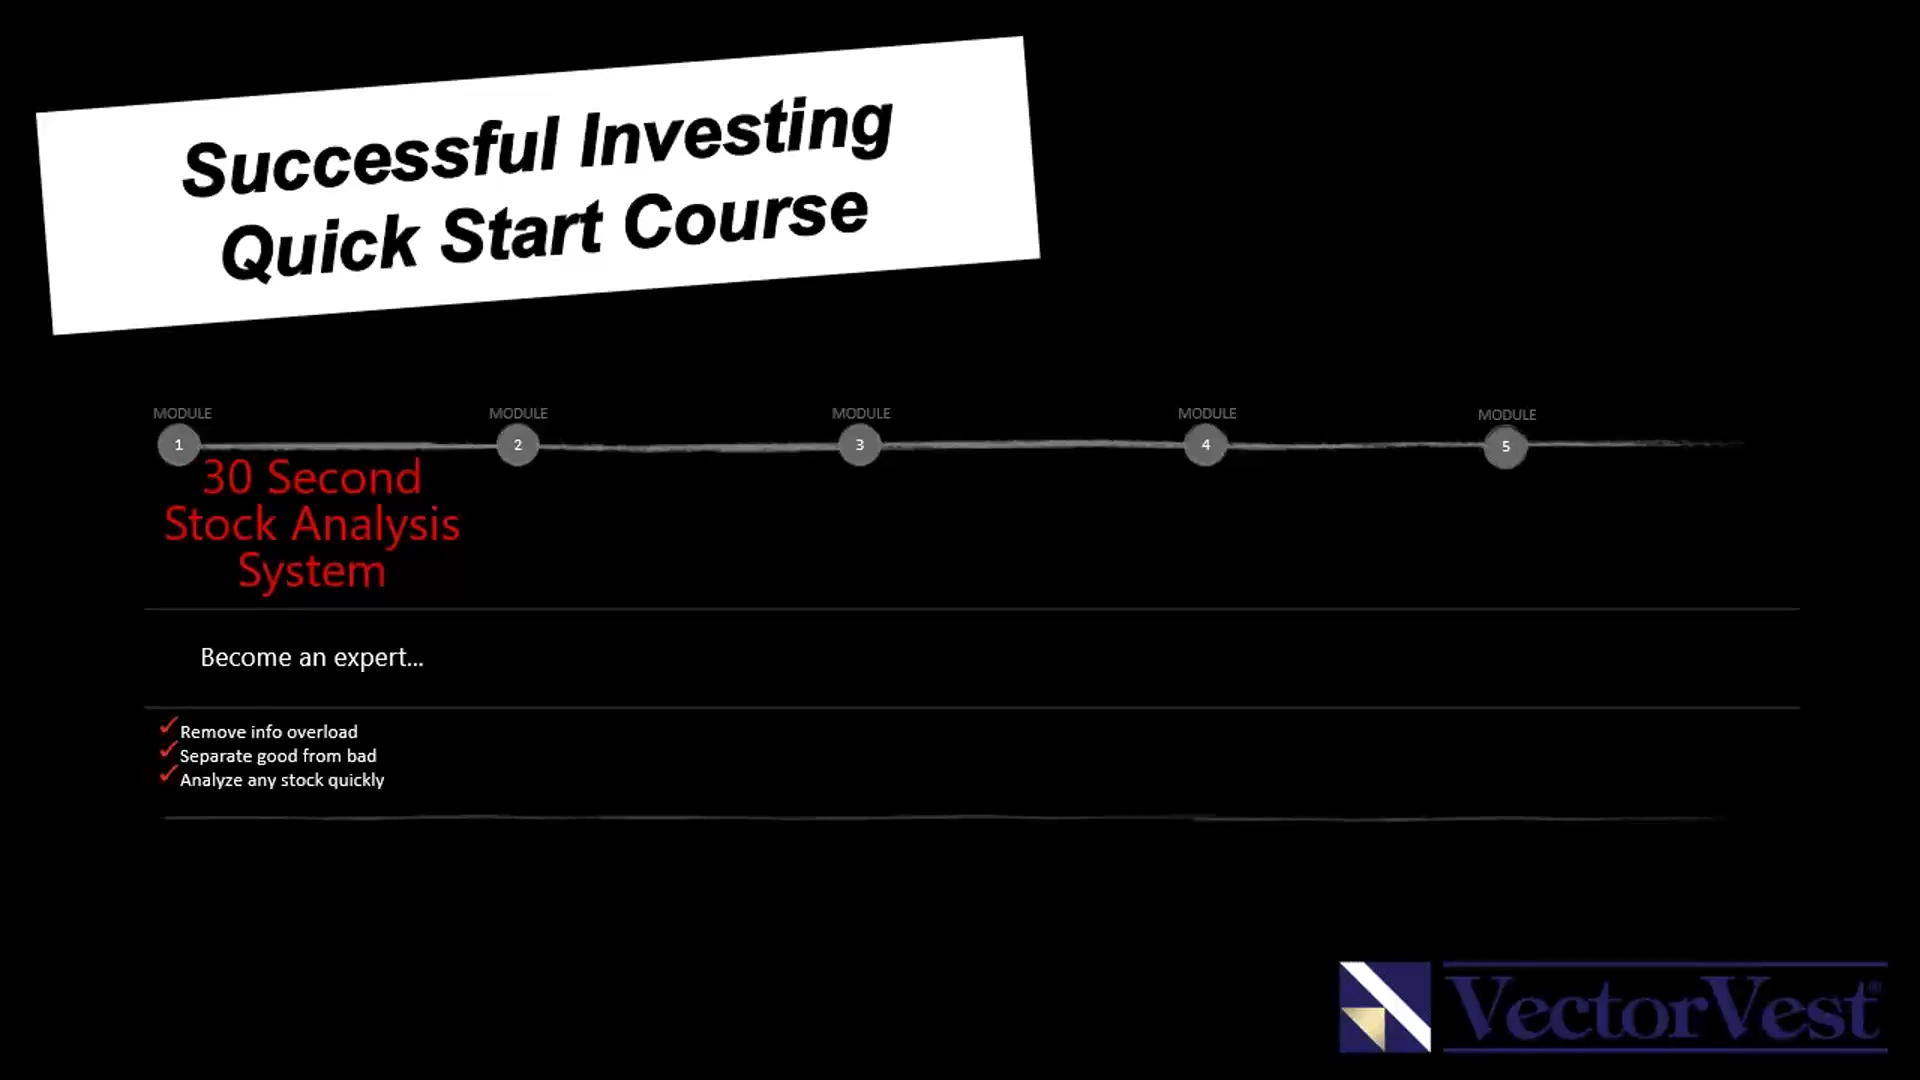 Successful Investing
Quick Start Course
MODULE MODULE MODULE MODULE MODULE
1 2 3 4 5
30 Second
Stock Analysis
System
Become an expert...
✓Remove info overload
✓Separate good from bad
✓Analyze any stock quickly
VectorVest®